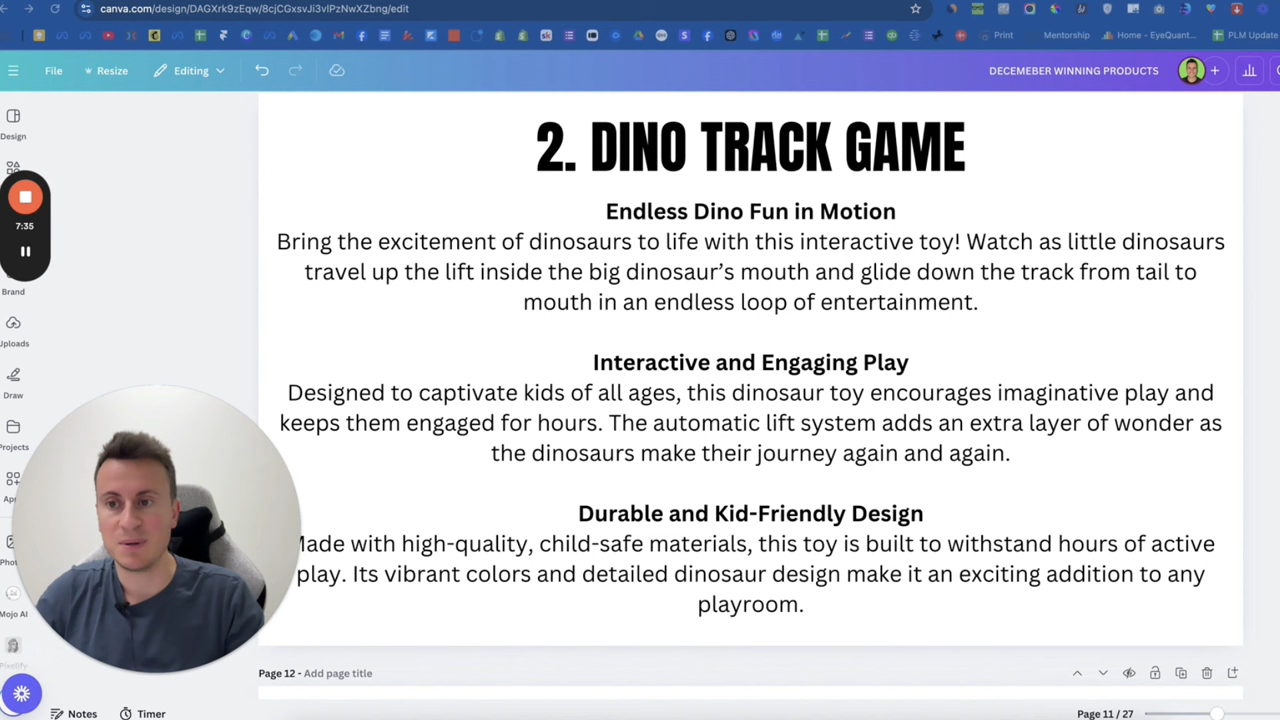 canva.com/design/DAGXrk9zEqw/8cjCGxsvJi3vlPzNwXZbng/edit
Print
Mentorship
Home - EyeQuant...
PLM Update
File
Resize
Editing
DECEMEBER WINNING PRODUCTS
Design
7:35
Brand
Uploads
Draw
Projects
Mojo AI
Pixelify
2. DINO TRACK GAME
Endless Dino Fun in Motion
Bring the excitement of dinosaurs to life with this interactive toy! Watch as little dinosaurs
travel up the lift inside the big dinosaur’s mouth and glide down the track from tail to
mouth in an endless loop of entertainment.
Interactive and Engaging Play
Designed to captivate kids of all ages, this dinosaur toy encourages imaginative play and
keeps them engaged for hours. The automatic lift system adds an extra layer of wonder as
the dinosaurs make their journey again and again.
Durable and Kid-Friendly Design
Made with high-quality, child-safe materials, this toy is built to withstand hours of active
play. Its vibrant colors and detailed dinosaur design make it an exciting addition to any
playroom.
Page 12 - Add page title
Notes
Timer
Page 11 / 27